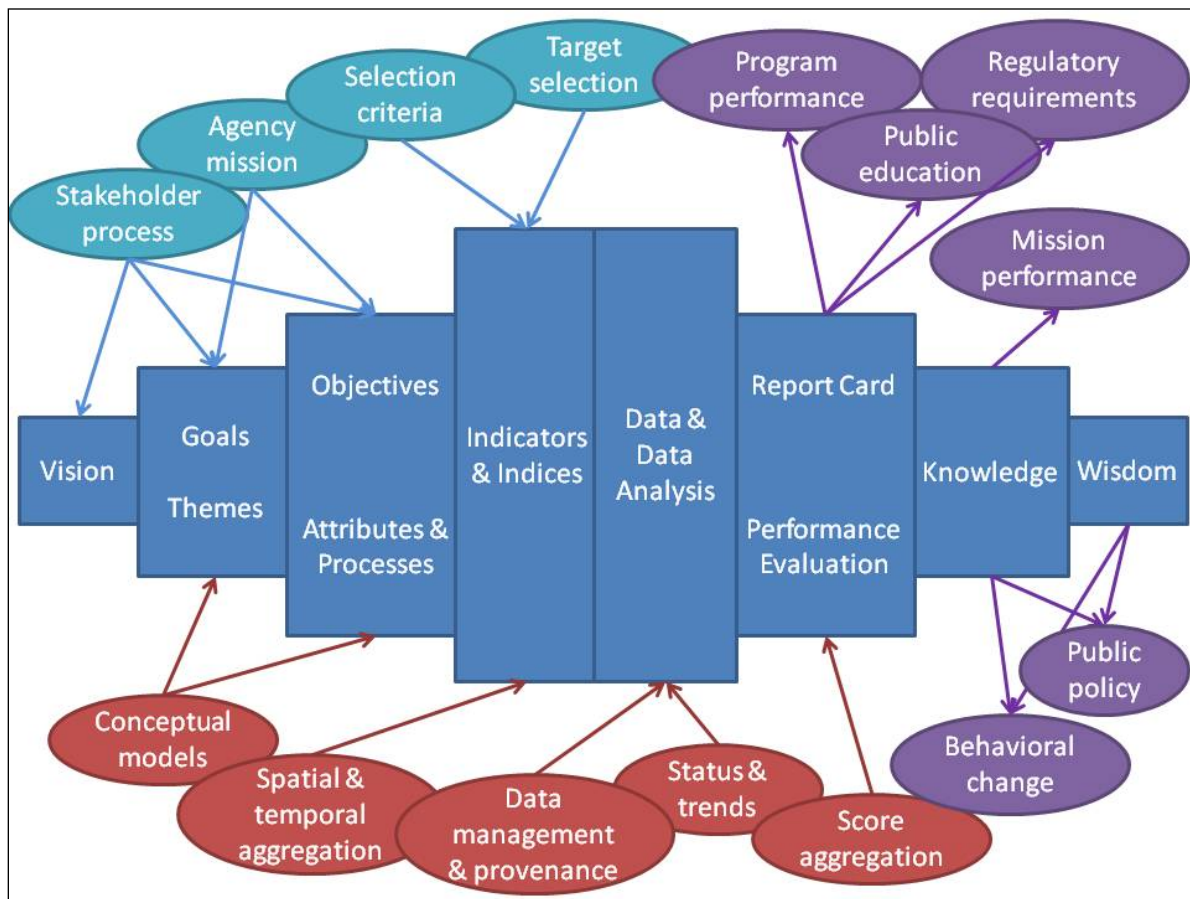 Target
selection
Selection
criteria
Agency
mission
Stakeholder
process
Program
performance
Regulatory
requirements
Public
education
Mission
performance
Vision
Goals
Themes
Objectives
Attributes &
Processes
Indicators
& Indices
Data &
Data
Analysis
Report Card
Performance
Evaluation
Knowledge
Wisdom
Conceptual
models
Spatial &
temporal
aggregation
Data
management
& provenance
Status &
trends
Score
aggregation
Public
policy
Behavioral
change